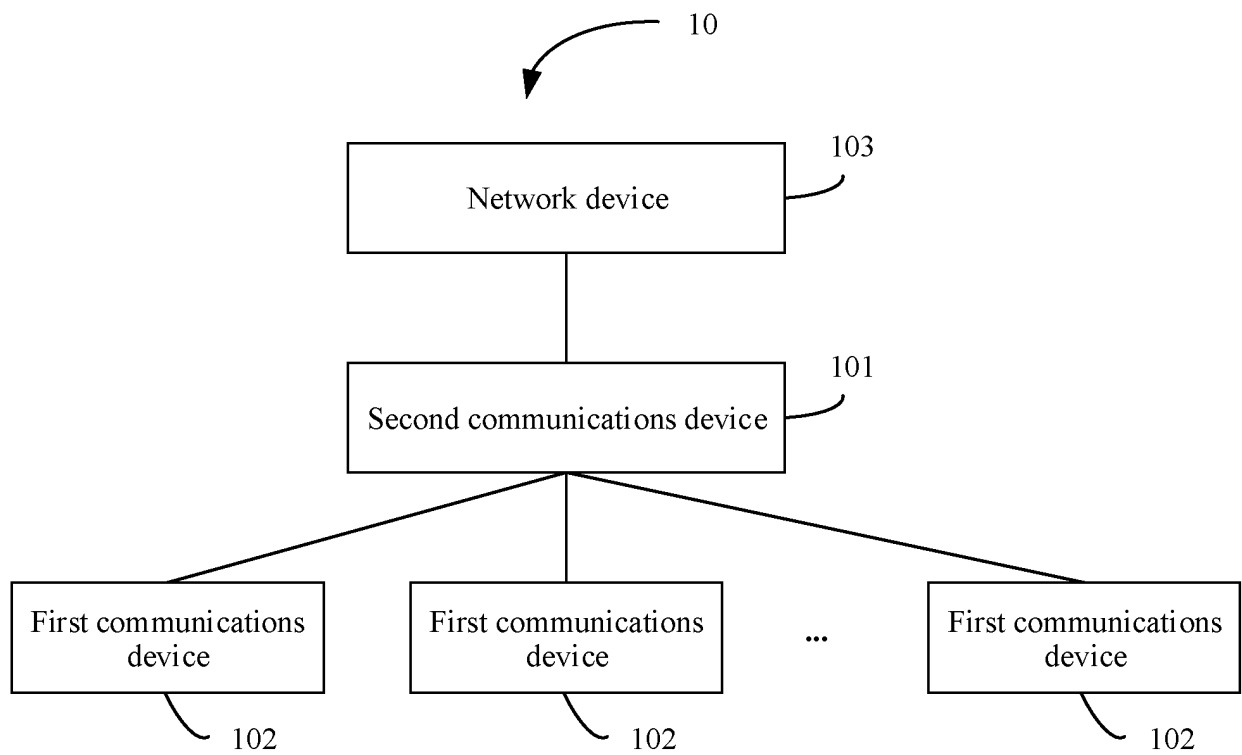 10
103
Network device
101
Second communications device
First communications
device
First communications
device
...
First communications
device
102
102
102